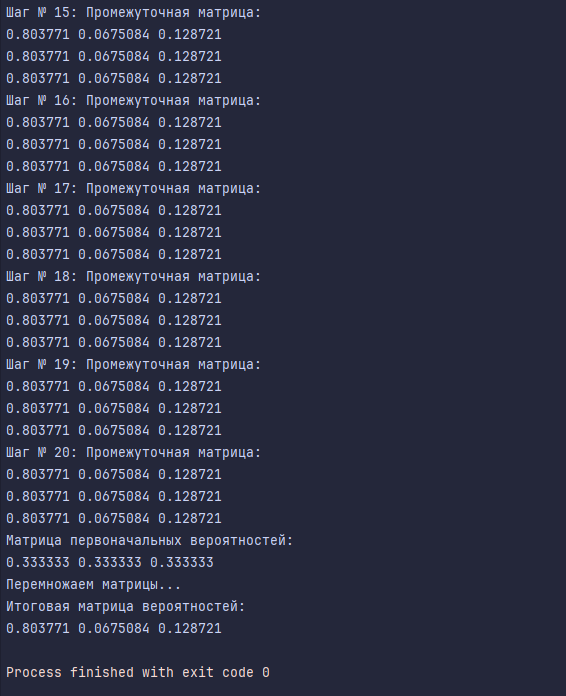 Шаг № 15: Промежуточная матрица:
0.803771 0.0675084 0.128721
0.803771 0.0675084 0.128721
0.803771 0.0675084 0.128721
Шаг № 16: Промежуточная матрица:
0.803771 0.0675084 0.128721
0.803771 0.0675084 0.128721
0.803771 0.0675084 0.128721
Шаг № 17: Промежуточная матрица:
0.803771 0.0675084 0.128721
0.803771 0.0675084 0.128721
0.803771 0.0675084 0.128721
Шаг № 18: Промежуточная матрица:
0.803771 0.0675084 0.128721
0.803771 0.0675084 0.128721
0.803771 0.0675084 0.128721
Шаг № 19: Промежуточная матрица:
0.803771 0.0675084 0.128721
0.803771 0.0675084 0.128721
0.803771 0.0675084 0.128721
Шаг № 20: Промежуточная матрица:
0.803771 0.0675084 0.128721
0.803771 0.0675084 0.128721
0.803771 0.0675084 0.128721
Матрица первоначальных вероятностей:
0.333333 0.333333 0.333333
Перемножаем матрицы...
Итоговая матрица вероятностей:
0.803771 0.0675084 0.128721
Process finished with exit code 0